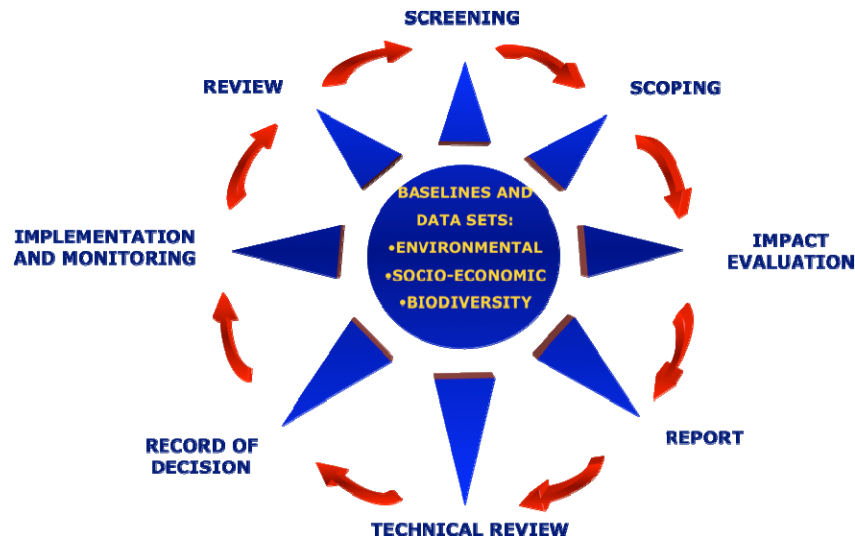 SCREENING
SCOPING
IMPACT
EVALUATION
REPORT
TECHNICAL REVIEW
RECORD OF
DECISION
IMPLEMENTATION
AND MONITORING
REVIEW
BASELINES AND
DATA SETS:
•ENVIRONMENTAL
•SOCIO-ECONOMIC
•BIODIVERSITY